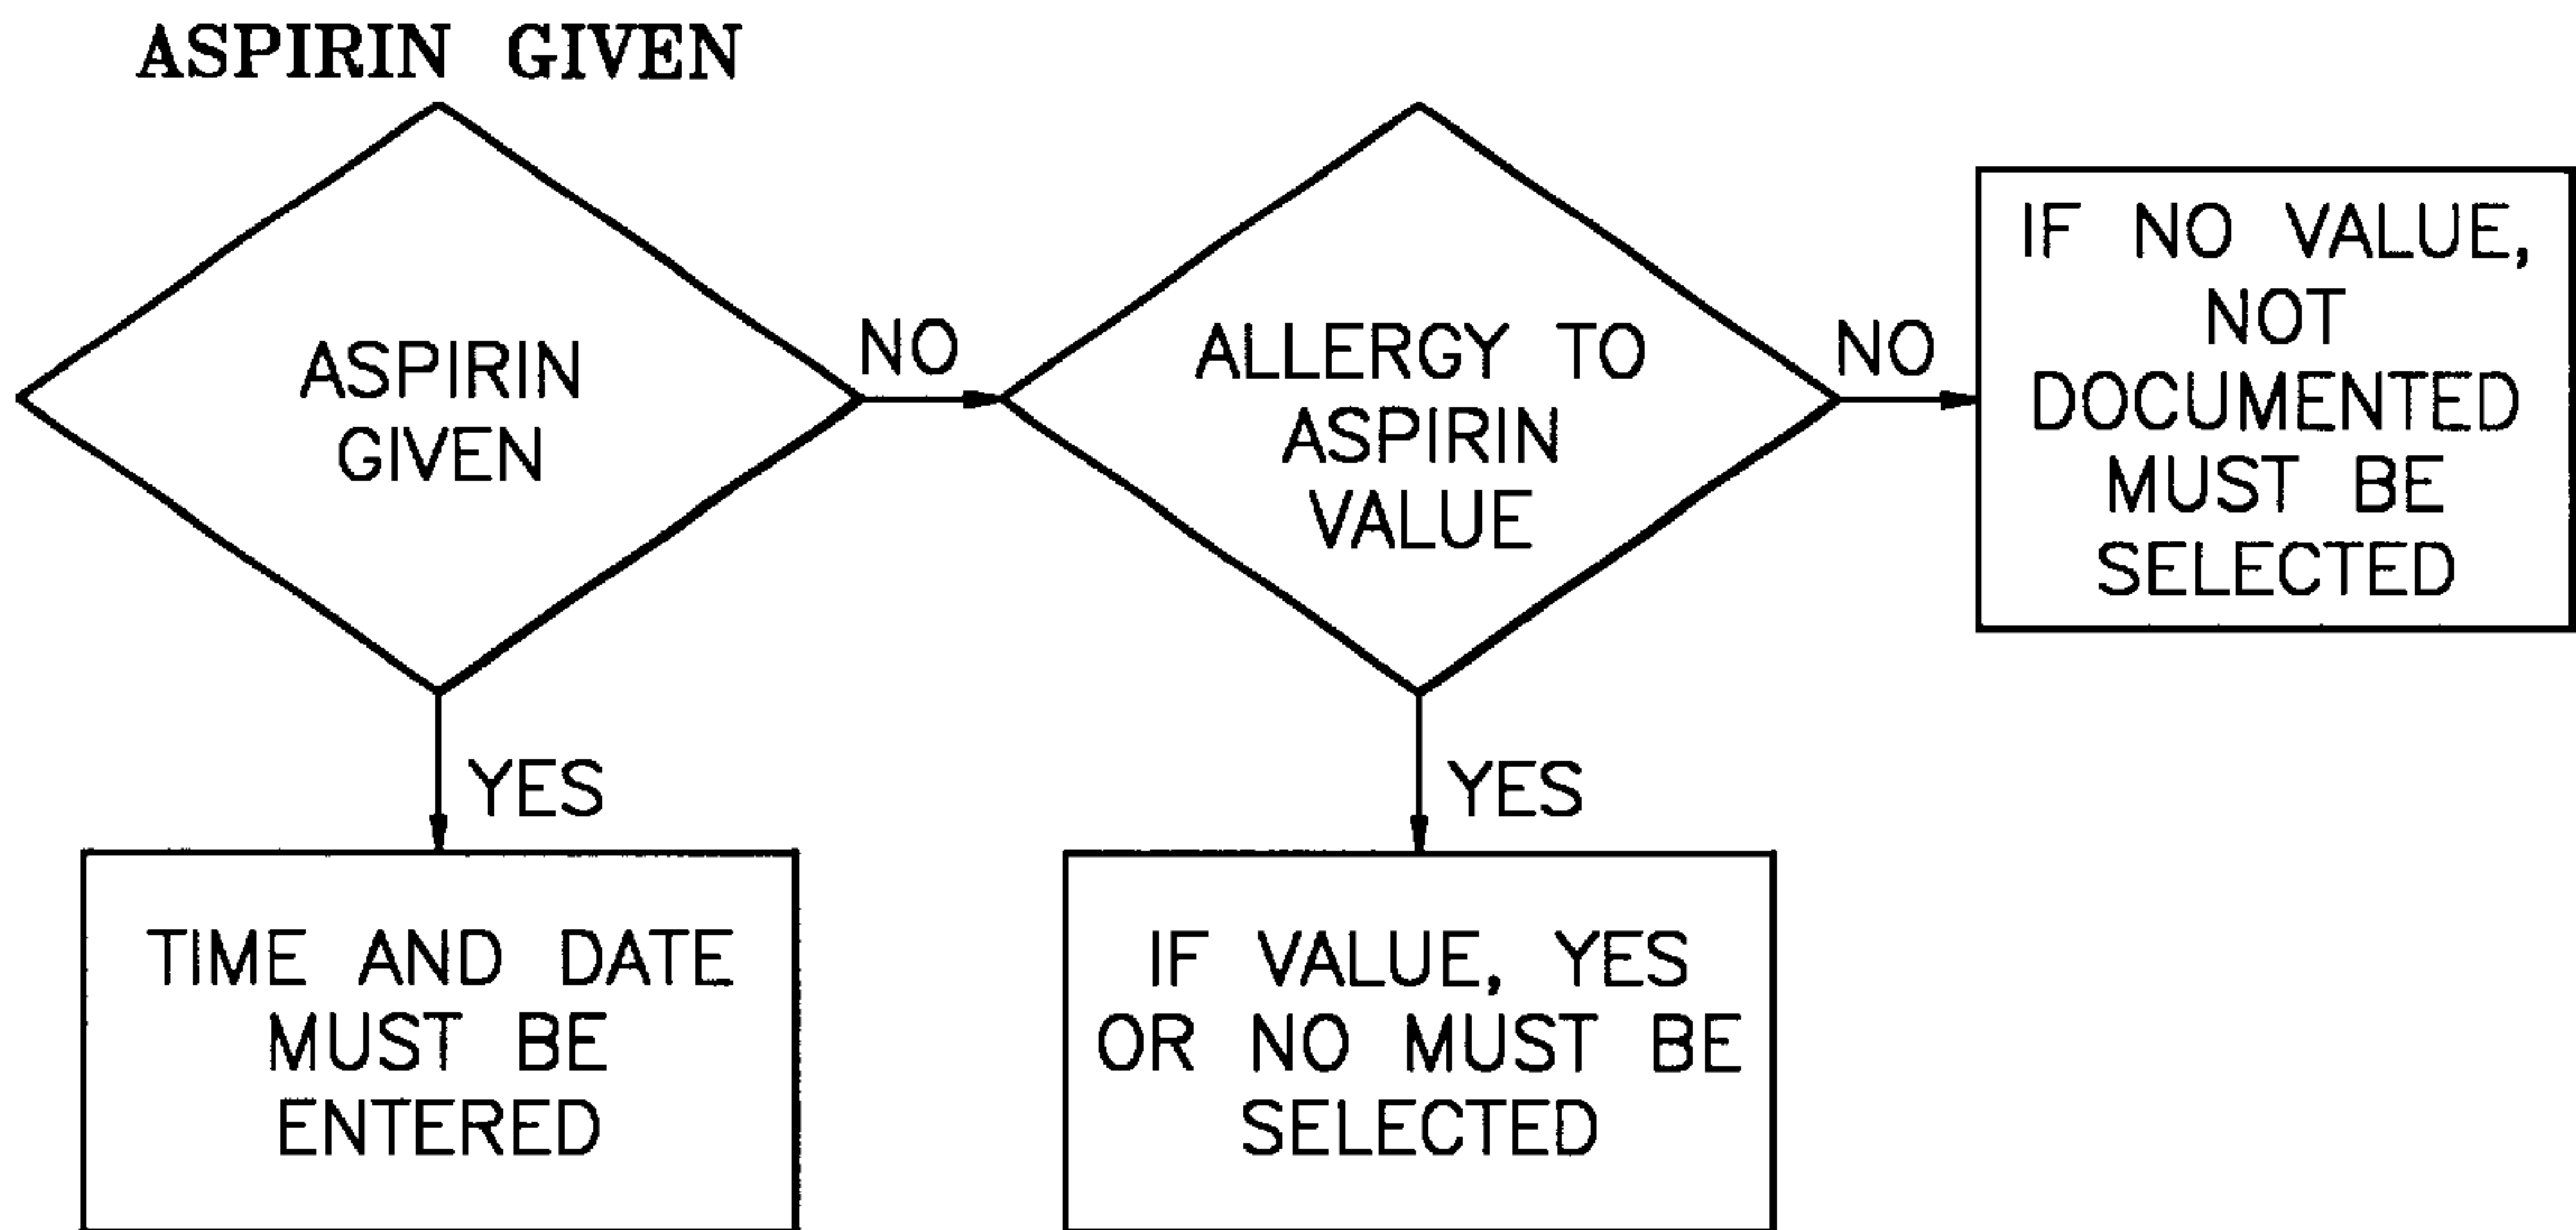 ASPIRIN GIVEN
ASPIRIN
GIVEN
NO
ALLERGY TO
ASPIRIN
VALUE
NO
IF NO VALUE,
NOT
DOCUMENTED
MUST BE
SELECTED
YES
TIME AND DATE
MUST BE
ENTERED
YES
IF VALUE, YES
OR NO MUST BE
SELECTED